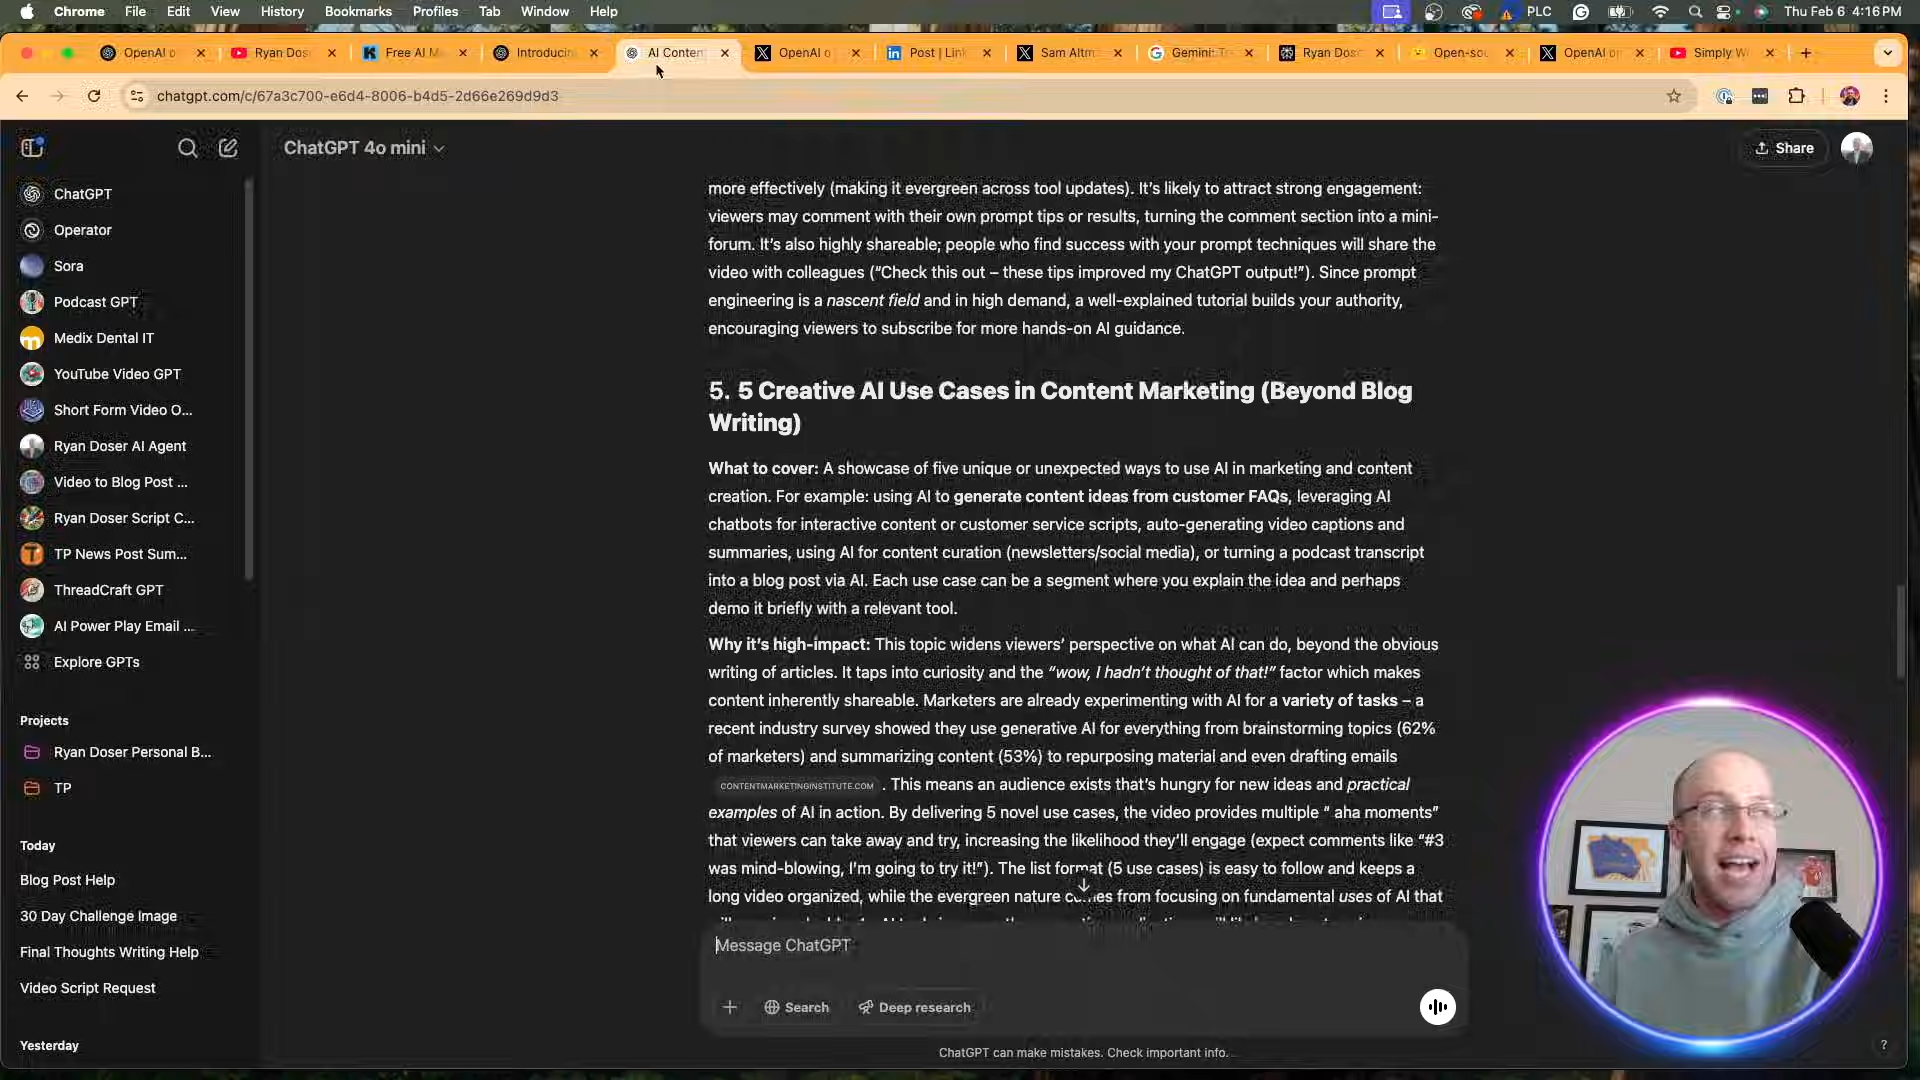 Chrome File Edit View History Bookmarks Profiles Tab Window Help PLC Thu Feb 6 4:16 PM
OpenAI o Ryan Dos Free AI M Introducin AI Conten OpenAI o Post | Link Sam Altm Gemini: Tr Ryan Dos Open-sou OpenAI op Simply W
chatgpt.com/c/67a3c700-e6d4-8006-b4d5-2d66e269d9d3
ChatGPT 4o mini
Share
ChatGPT
Operator
Sora
Podcast GPT
Medix Dental IT
YouTube Video GPT
Short Form Video O...
Ryan Doser AI Agent
Video to Blog Post ...
Ryan Doser Script C...
TP News Post Sum...
ThreadCraft GPT
AI Power Play Email ...
Explore GPTs
Projects
Ryan Doser Personal B...
TP
Today
Blog Post Help
30 Day Challenge Image
Final Thoughts Writing Help
Video Script Request
Yesterday
more effectively (making it evergreen across tool updates). It's likely to attract strong engagement:
viewers may comment with their own prompt tips or results, turning the comment section into a mini-
forum. It's also highly shareable; people who find success with your prompt techniques will share the
video with colleagues (“Check this out – these tips improved my ChatGPT output!”). Since prompt
engineering is a nascent field and in high demand, a well-explained tutorial builds your authority,
encouraging viewers to subscribe for more hands-on AI guidance.
5. 5 Creative AI Use Cases in Content Marketing (Beyond Blog
Writing)
What to cover: A showcase of five unique or unexpected ways to use AI in marketing and content
creation. For example: using AI to generate content ideas from customer FAQs, leveraging AI
chatbots for interactive content or customer service scripts, auto-generating video captions and
summaries, using AI for content curation (newsletters/social media), or turning a podcast transcript
into a blog post via AI. Each use case can be a segment where you explain the idea and perhaps
demo it briefly with a relevant tool.
Why it's high-impact: This topic widens viewers' perspective on what AI can do, beyond the obvious
writing of articles. It taps into curiosity and the “wow, I hadn't thought of that!” factor which makes
content inherently shareable. Marketers are already experimenting with AI for a variety of tasks – a
recent industry survey showed they use generative AI for everything from brainstorming topics (62%
of marketers) and summarizing content (53%) to repurposing material and even drafting emails
CONTENTMARKETINGINSTITUTE.COM . This means an audience exists that's hungry for new ideas and practical
examples of AI in action. By delivering 5 novel use cases, the video provides multiple “ aha moments”
that viewers can take away and try, increasing the likelihood they'll engage (expect comments like “#3
was mind-blowing, I'm going to try it!”). The list format (5 use cases) is easy to follow and keeps a
long video organized, while the evergreen nature comes from focusing on fundamental uses of AI that
Message ChatGPT
Search Deep research
ChatGPT can make mistakes. Check important info.
?